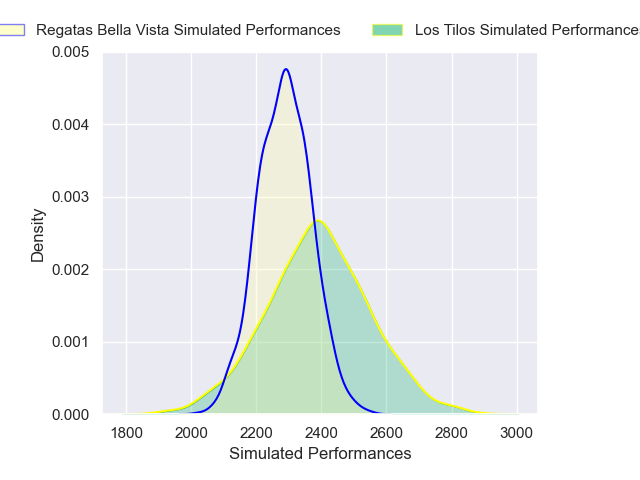 Regatas Bella Vista Simulated Performances
Los Tilos Simulated Performance
0.005
0.004
0.003
0.002
0.001
0.000
Density
1800 2000 2200 2400 2600 2800 3000
Simulated Performances